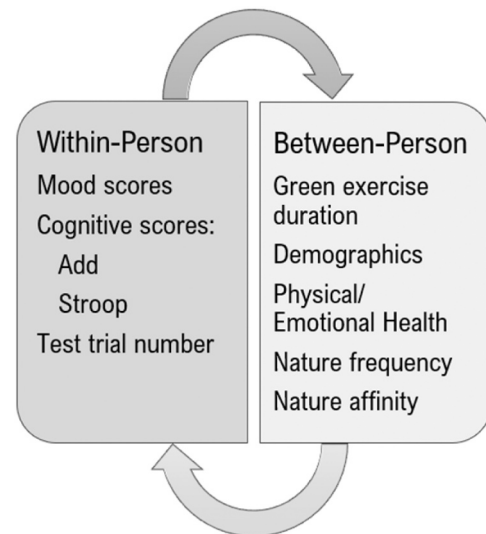 Within-Person
Mood scores
Cognitive scores:
Add
Stroop
Test trial number
Between-Person
Green exercise
duration
Demographics
Physical/
Emotional Health
Nature frequency
Nature affinity